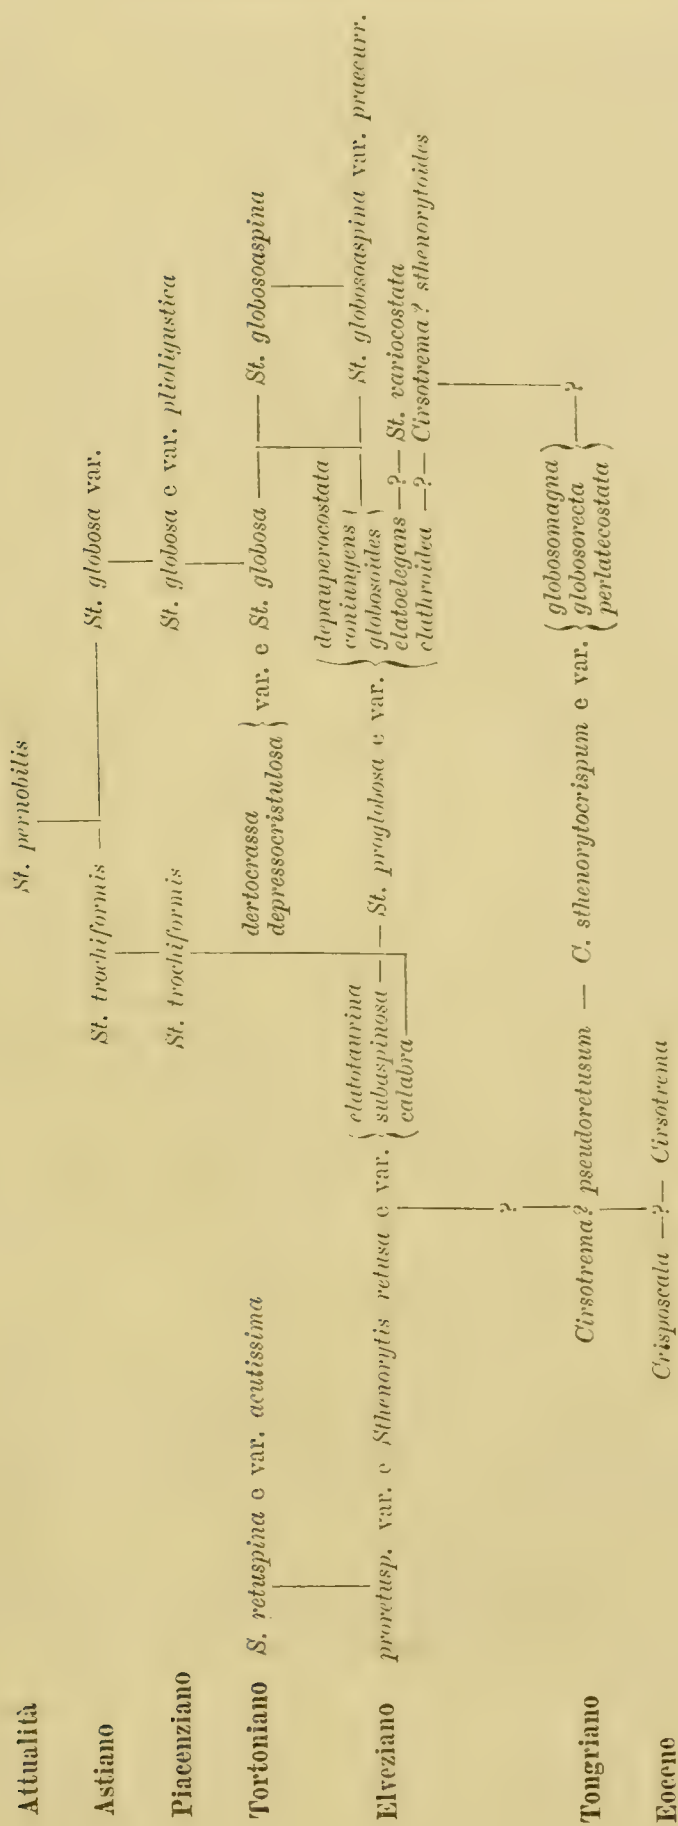 Attualità St. pernobilis
Astiano St. trochiformis — St. globosa var.
Piacenziano St. trochiformis St. globosa e var. plioligustica
Tortoniano S. retuspina e var. acutissima dertocrassa depressocristulosa } var. e St. globosa — St. globosoaspina
Elveziano proretusp. var. e Sthenorytis retusa e var. { elatotaurina subaspinosa calabra — St. proglobosa e var. { depauperocostata coniungens globosoides } — St. globosoaspina var. praecurr.
elatoelegans —?— St. variocostata
clathroidea —?— Cirsotrema? sthenorytoides
?
Tongriano Cirsotrema? pseudoretusum — C. sthenorytocrispum e var. { globosomagna globosorecta perlatecostata } — ?
Eocene Crisposcala —?— Cirsotrema